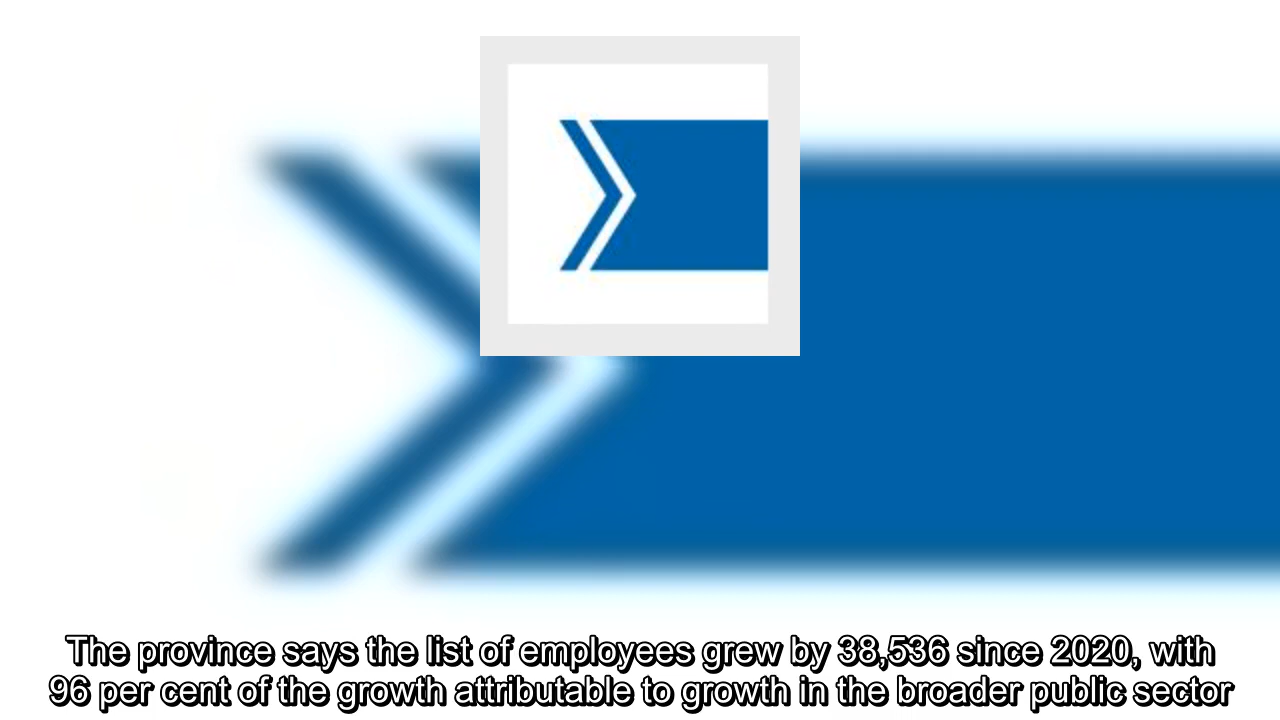 The province says the list of employees grew by 38,536 since 2020, with
96 per cent of the growth attributable to growth in the broader public sector